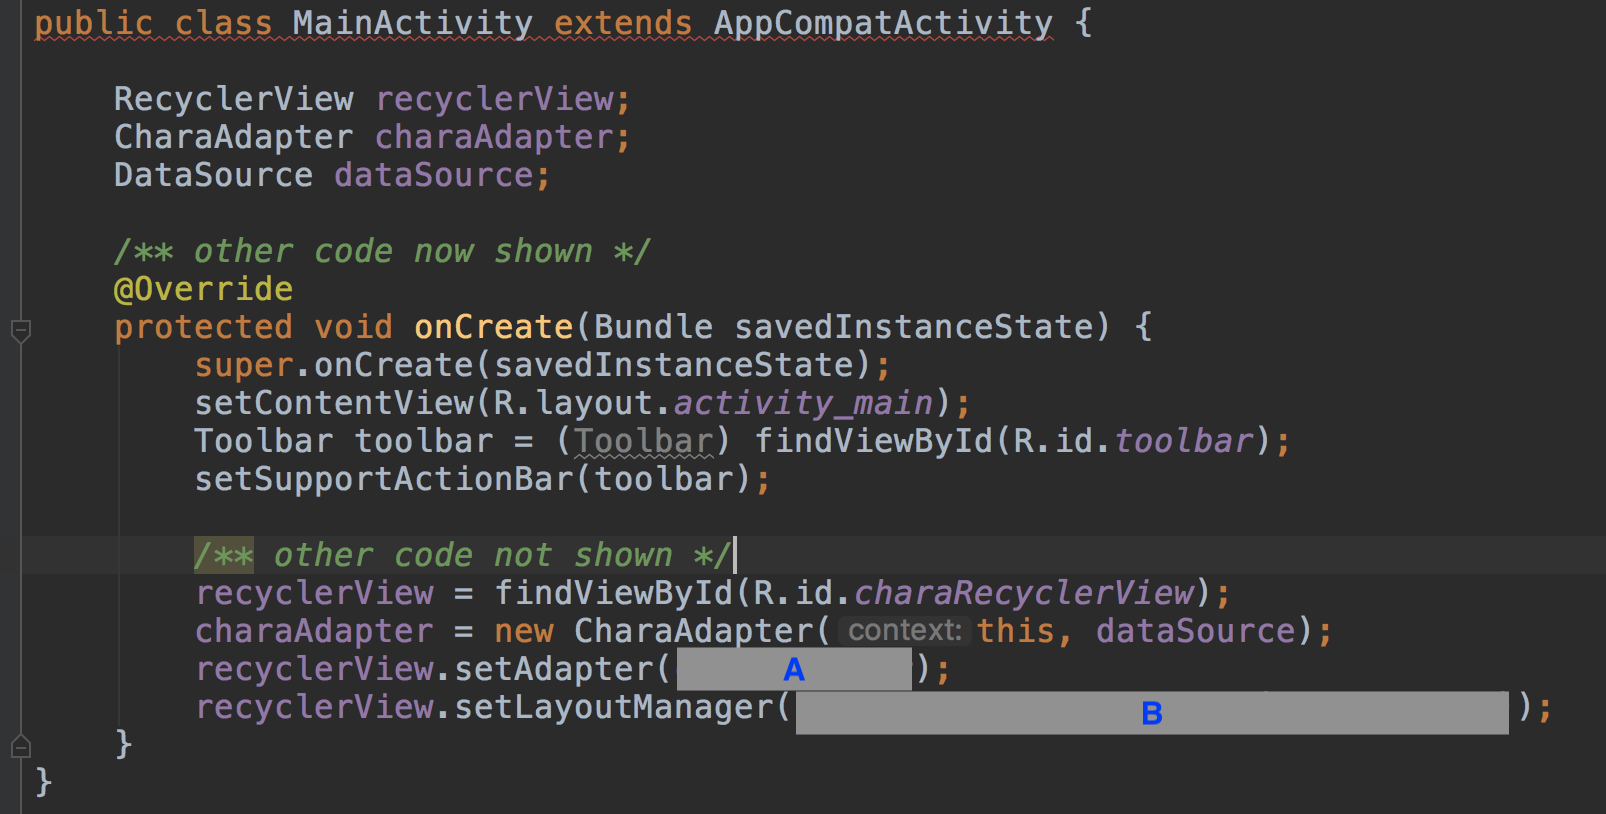 public class MainActivity extends AppCompatActivity {
RecyclerView recyclerView;
CharaAdapter charaAdapter;
DataSource dataSource;
/** other code now shown */
@Override
protected void onCreate(Bundle savedInstanceState) {
super.onCreate(savedInstanceState);
setContentView(R.layout.activity_main);
Toolbar toolbar = (Toolbar) findViewById(R.id.toolbar);
setSupportActionBar(toolbar);
/** other code not shown */
recyclerView = findViewById(R.id.charaRecyclerView);
charaAdapter = new CharaAdapter( context: this, dataSource);
recyclerView.setAdapter( A );
recyclerView.setLayoutManager( B );
}
}